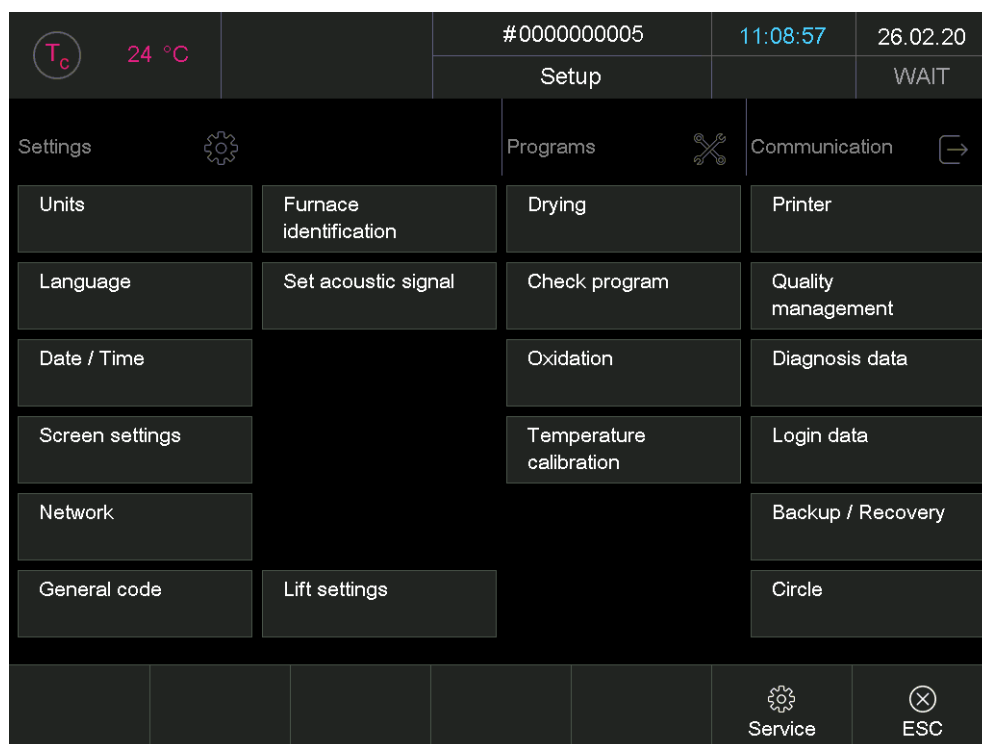 Tc
24 °C
#0000000005
11:08:57
26.02.20
Setup
WAIT
Settings
Programs
Communication
Units
Furnace
identification
Drying
Printer
Language
Set acoustic signal
Check program
Quality
management
Date / Time
Oxidation
Diagnosis data
Screen settings
Temperature
calibration
Login data
Network
Backup / Recovery
General code
Lift settings
Circle
Service
ESC